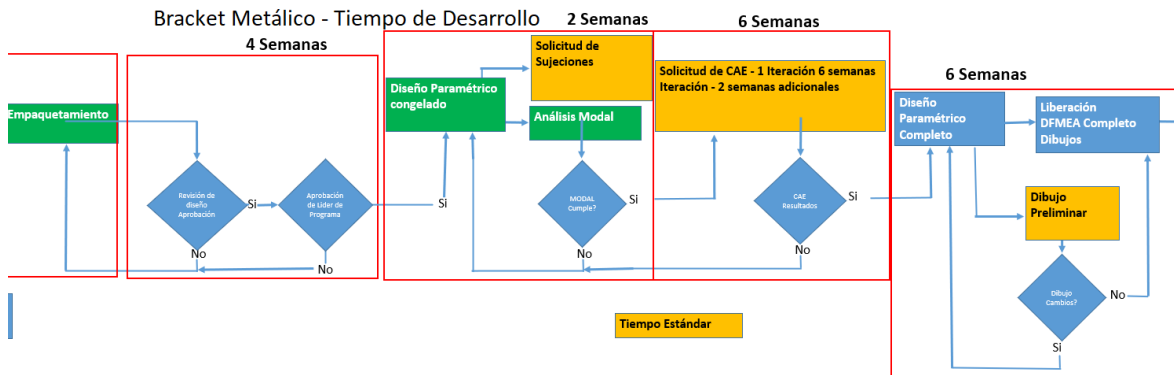 Bracket Metálico - Tiempo de Desarrollo
4 Semanas
2 Semanas
6 Semanas
6 Semanas
Empaquetamiento
Revisión de
diseño
Aprobación
Si
No
Aprobación
de Lider de
Programa
No
Si
Diseño Paramétrico
congelado
Solicitud de
Sujeciones
Análisis Modal
MODAL
Cumple?
Si
No
Solicitud de CAE - 1 Iteración 6 semanas
Iteración - 2 semanas adicionales
CAE
Resultados
Si
No
Diseño
Paramétrico
Completo
Liberación
DFMEA Completo
Dibujos
Dibujo
Preliminar
Dibujo
Cambios?
No
Si
Tiempo Estándar